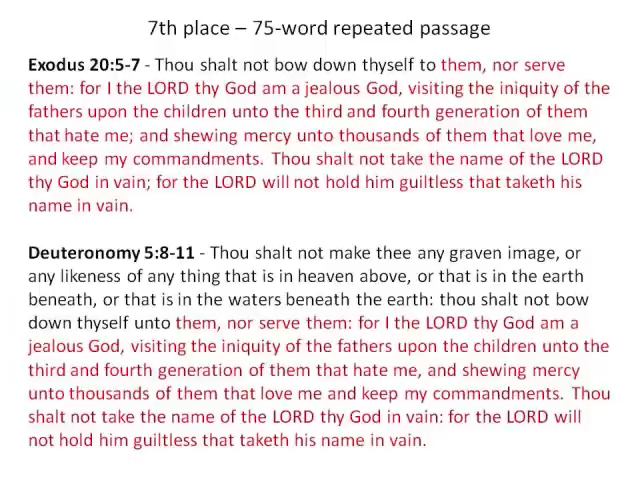 7th place – 75-word repeated passage
Exodus 20:5-7 - Thou shalt not bow down thyself to them, nor serve
them: for I the LORD thy God am a jealous God, visiting the iniquity of the
fathers upon the children unto the third and fourth generation of them
that hate me; and shewing mercy unto thousands of them that love me,
and keep my commandments. Thou shalt not take the name of the LORD
thy God in vain; for the LORD will not hold him guiltless that taketh his
name in vain.
Deuteronomy 5:8-11 - Thou shalt not make thee any graven image, or
any likeness of any thing that is in heaven above, or that is in the earth
beneath, or that is in the waters beneath the earth: thou shalt not bow
down thyself unto them, nor serve them: for I the LORD thy God am a
jealous God, visiting the iniquity of the fathers upon the children unto the
third and fourth generation of them that hate me, and shewing mercy
unto thousands of them that love me and keep my commandments. Thou
shalt not take the name of the LORD thy God in vain: for the LORD will
not hold him guiltless that taketh his name in vain.